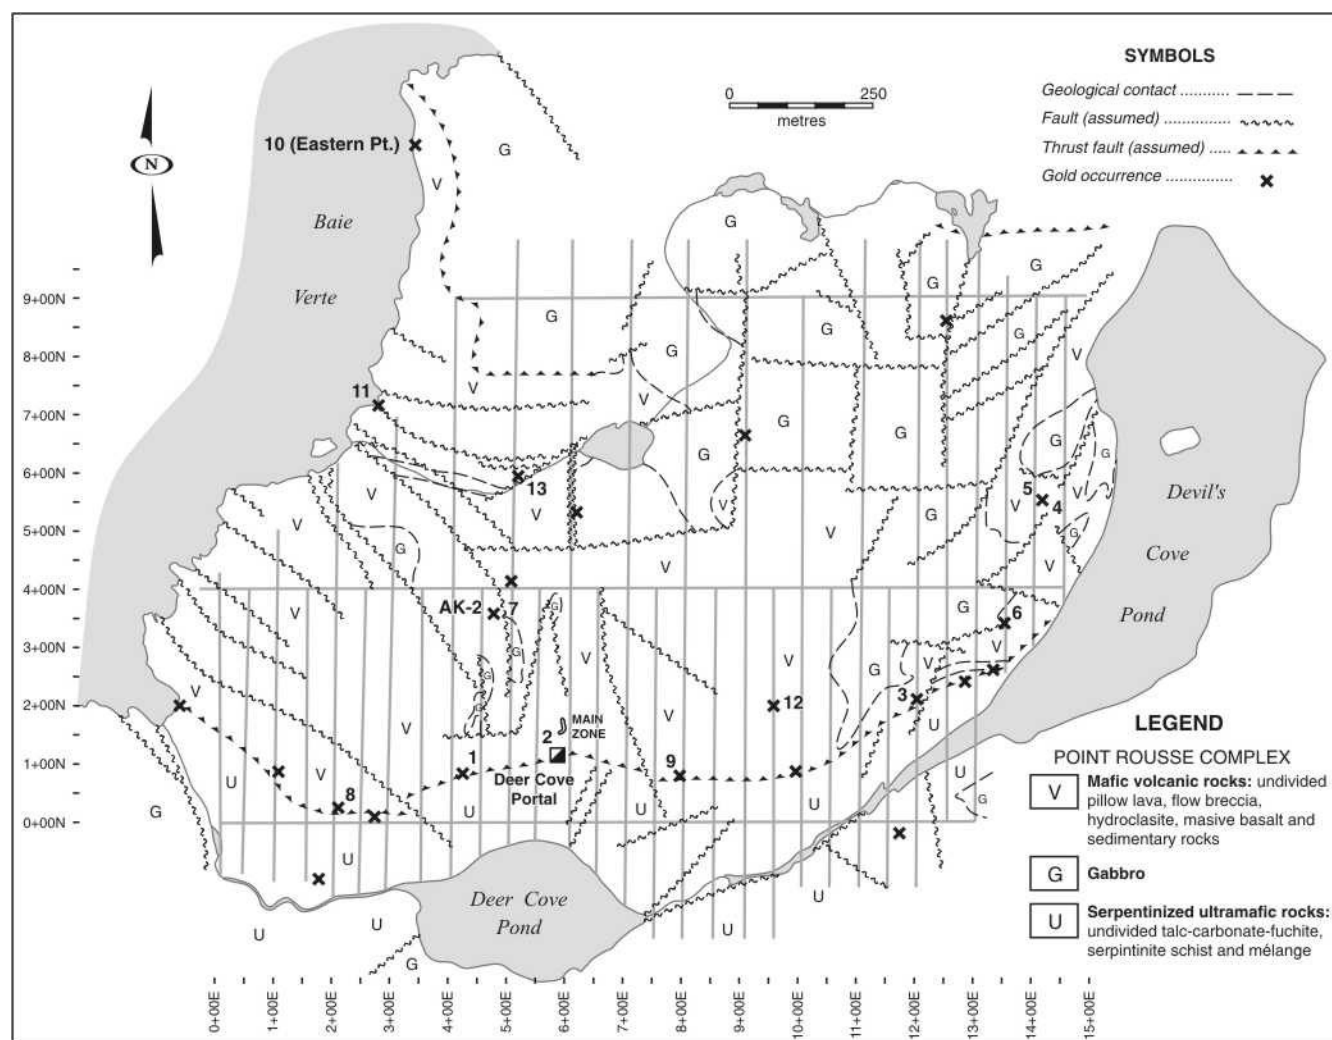 SYMBOLS
Geological contact ...........
Fault (assumed) ...............
Thrust fault (assumed) .....
Gold occurrence ...............
0 250
metres
N
10 (Eastern Pt.)
G
V
Baie
Verte
G
G
G
9+00N
G
G
G
8+00N
G
V
V
11
V
7+00N
G
G
G
G
G
6+00N
13
5
4
V
V
V
V
V
G
Devil's
5+00N
V
V
G
G
G
V
V
Cove
4+00N
AK-2
7
G
G
6
Pond
V
3+00N
G
V
V
G
V
V
G
3
V
12
G
2+00N
V
V
MAIN
ZONE
U
1
2
1+00N
U
V
Deer Cove
Portal
9
U
G
8
0+00N
G
U
U
U
U
Deer Cove
Pond
U
U
U
U
G
LEGEND
POINT ROUSSE COMPLEX
V
Mafic volcanic rocks: undivided
pillow lava, flow breccia,
hydroclasite, masive basalt and
sedimentary rocks
G
Gabbro
U
Serpentinized ultramafic rocks:
undivided talc-carbonate-fuchite,
serpintinite schist and mélange
0+00E
1+00E
2+00E
3+00E
4+00E
5+00E
6+00E
7+00E
8+00E
9+00E
10+00E
11+00E
12+00E
13+00E
14+00E
15+00E